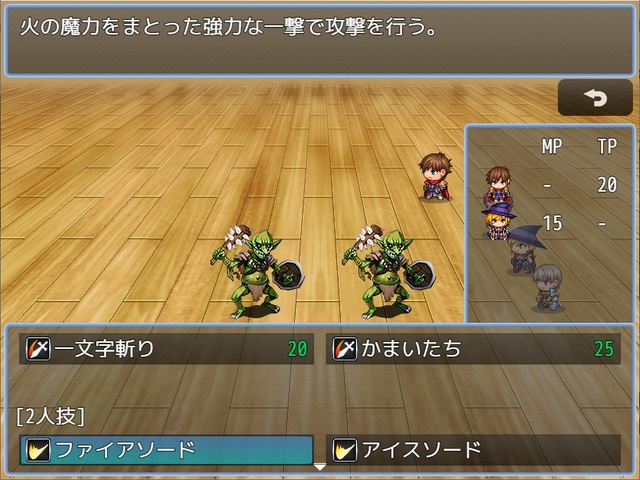 火の魔力をまとった強力な一撃で攻撃を行う。
MP TP
- 20
15 -
一文字斬り 20 かまいたち 25
[2人技]
ファイアソード アイスソード